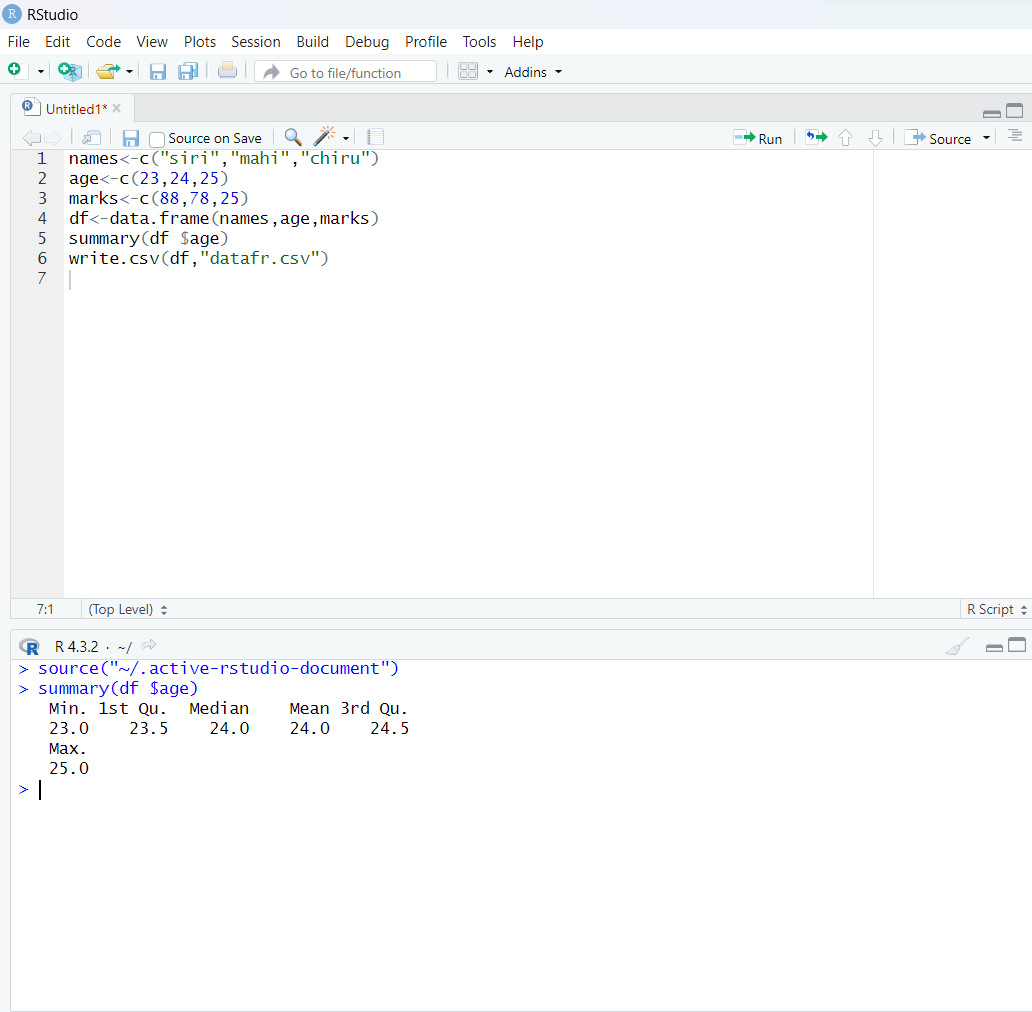 RStudio
File Edit Code View Plots Session Build Debug Profile Tools Help
Go to file/function Addins
Untitled1*
Source on Save Run Source
1 names<-c("siri","mahi","chiru")
2 age<-c(23,24,25)
3 marks<-c(88,78,25)
4 df<-data.frame(names,age,marks)
5 summary(df $age)
6 write.csv(df,"datafr.csv")
7
7:1 (Top Level) R Script
R 4.3.2 · ~/
> source("~/.active-rstudio-document")
> summary(df $age)
Min. 1st Qu. Median Mean 3rd Qu.
23.0 23.5 24.0 24.0 24.5
Max.
25.0
>